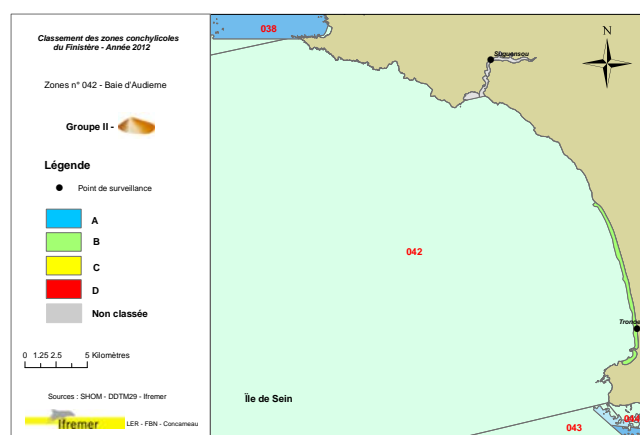 Classement des zones conchylicoles
du Finistère - Année 2012
Zones n° 042 - Baie d'Audierne
Groupe II -
Légende
Point de surveillance
A
B
C
D
Non classée
0 1.25 2.5 5 Kilomètres
Sources : SHOM - DDTM29 - Ifremer
Ifremer
LER - FBN - Concarneau
038
N
Suguensou
042
Île de Sein
043